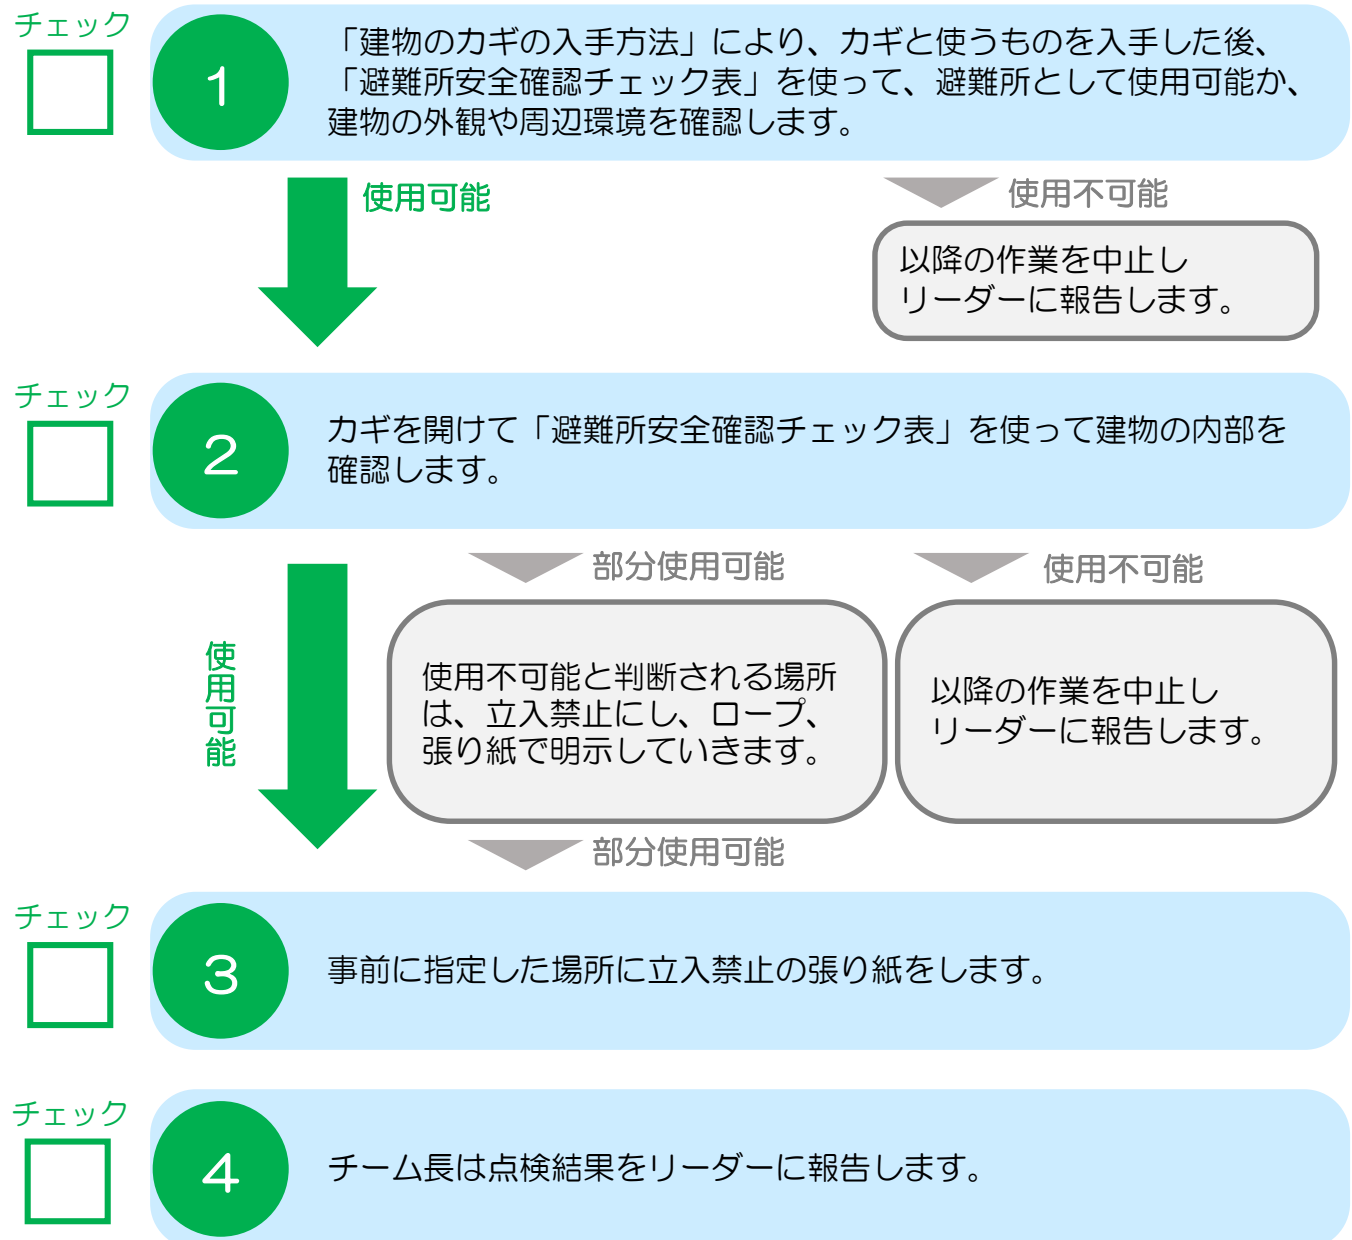 チェック
1
「建物のカギの入手方法」により、カギと使うものを入手した後、
「避難所安全確認チェック表」を使って、避難所として使用可能か、
建物の外観や周辺環境を確認します。
使用可能
使用不可能
以降の作業を中止し
リーダーに報告します。
チェック
2
カギを開けて「避難所安全確認チェック表」を使って建物の内部を
確認します。
使用可能
部分使用可能
使用不可能
使用不可能と判断される場所
は、立入禁止にし、ロープ、
張り紙で明示していきます。
以降の作業を中止し
リーダーに報告します。
部分使用可能
チェック
3
事前に指定した場所に立入禁止の張り紙をします。
チェック
4
チーム長は点検結果をリーダーに報告します。